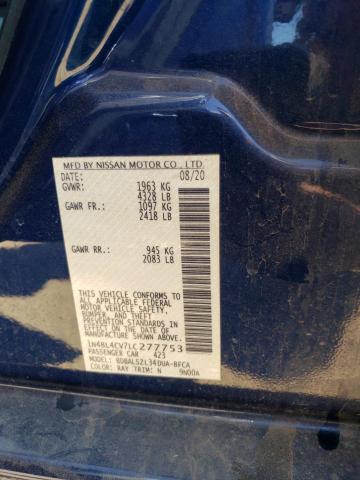 MFD BY NISSAN MOTOR CO., LTD
DATE: 08/20
GVWR: 1963 KG
4328 LB
GAWR FR.: 1097 KG
2418 LB
GAWR RR.: 945 KG
2083 LB
THIS VEHICLE CONFORMS TO ALL
APPLICABLE FEDERAL MOTOR
VEHICLE SAFETY,
BUMPER, AND THEFT
PREVENTION STANDARDS IN
EFFECT ON THE DATE OF
MANUFACTURE SHOWN ABOVE.
1N4BL4CV7LC277753
PASSENGER CAR 423
MODEL: BDBALSZL34DUA-BFCA
COLOR: RAY TRIM: N 9N00A